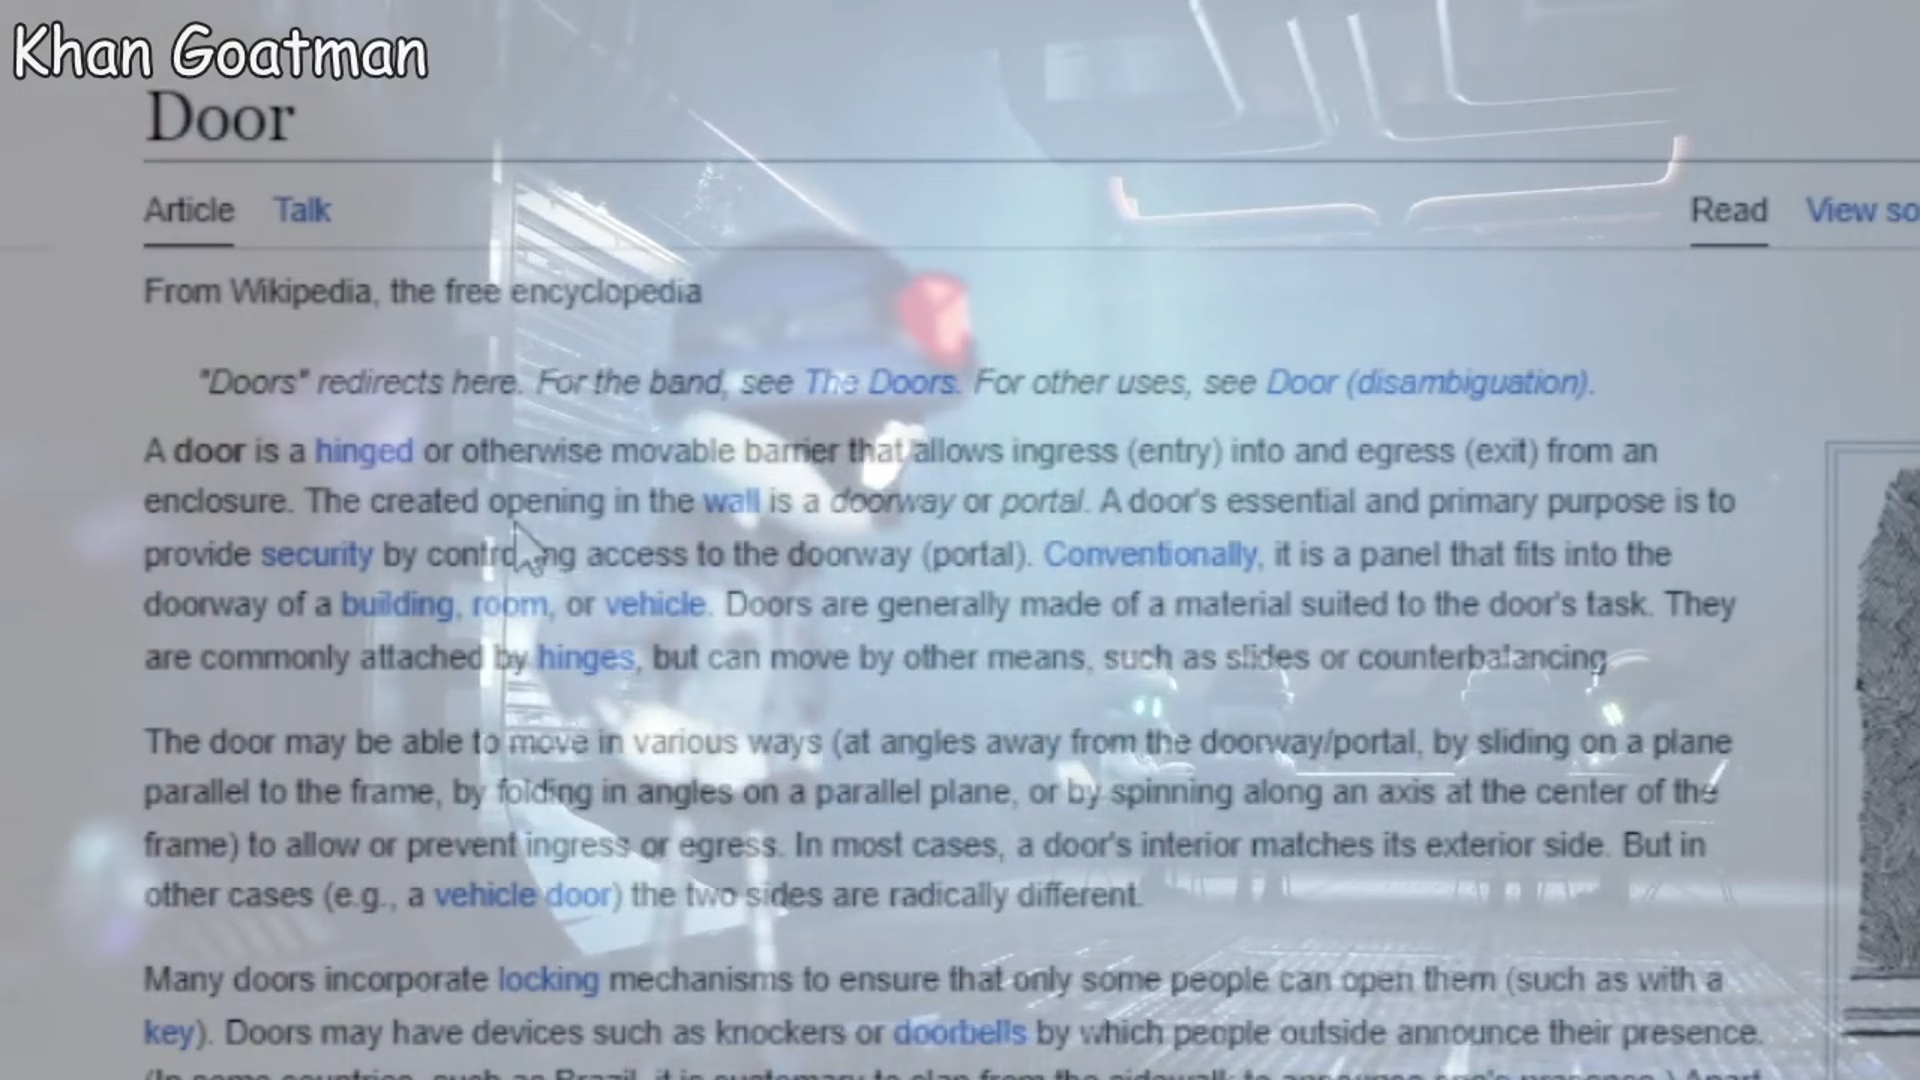 Khan Goatman
Door
Article Talk Read View so
From Wikipedia, the free encyclopedia
"Doors" redirects here. For the band, see The Doors. For other uses, see Door (disambiguation).
A door is a hinged or otherwise movable barrier that allows ingress (entry) into and egress (exit) from an
enclosure. The created opening in the wall is a doorway or portal. A door's essential and primary purpose is to
provide security by controlling access to the doorway (portal). Conventionally, it is a panel that fits into the
doorway of a building, room, or vehicle. Doors are generally made of a material suited to the door's task. They
are commonly attached by hinges, but can move by other means, such as slides or counterbalancing
The door may be able to move in various ways (at angles away from the doorway/portal, by sliding on a plane
parallel to the frame, by folding in angles on a parallel plane, or by spinning along an axis at the center of the
frame) to allow or prevent ingress or egress. In most cases, a door's interior matches its exterior side. But in
other cases (e.g., a vehicle door) the two sides are radically different.
Many doors incorporate locking mechanisms to ensure that only some people can open them (such as with a
key). Doors may have devices such as knockers or doorbells by which people outside announce their presence.